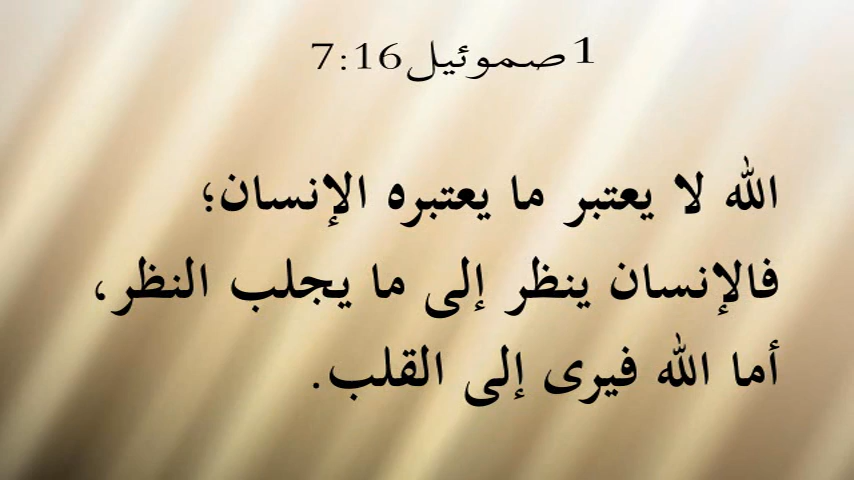 1 صموئيل 7:16
الله لا يعتبر ما يعتبره الإنسان؛
فالإنسان ينظر إلى ما يجلب النظر،
أما الله فيرى إلى القلب.